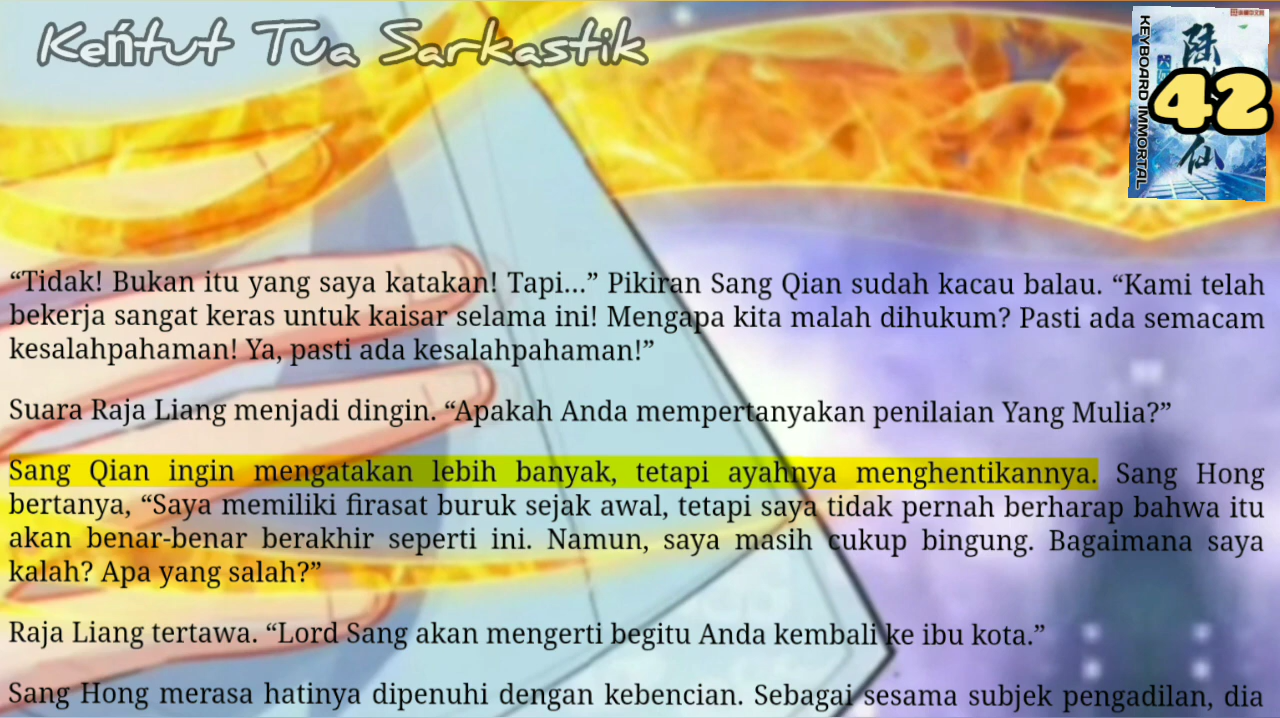 Keńtut Tua Sarkastik
KEYBOARD IMMORTAL
42
“Tidak! Bukan itu yang saya katakan! Tapi...” Pikiran Sang Qian sudah kacau balau. “Kami telah
bekerja sangat keras untuk kaisar selama ini! Mengapa kita malah dihukum? Pasti ada semacam
kesalahpahaman! Ya, pasti ada kesalahpahaman!”
Suara Raja Liang menjadi dingin. “Apakah Anda mempertanyakan penilaian Yang Mulia?”
Sang Qian ingin mengatakan lebih banyak, tetapi ayahnya menghentikannya. Sang Hong
bertanya, “Saya memiliki firasat buruk sejak awal, tetapi saya tidak pernah berharap bahwa itu
akan benar-benar berakhir seperti ini. Namun, saya masih cukup bingung. Bagaimana saya
kalah? Apa yang salah?”
Raja Liang tertawa. “Lord Sang akan mengerti begitu Anda kembali ke ibu kota.”
Sang Hong merasa hatinya dipenuhi dengan kebencian. Sebagai sesama subjek pengadilan, dia